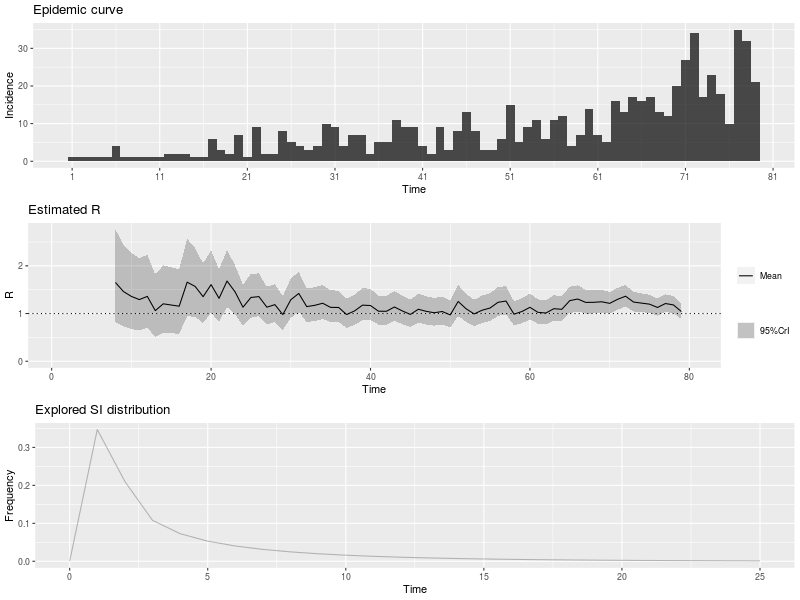 Epidemic curve
Incidence
30
20
10
0
1 11 21 31 41 51 61 71 81
Time
Estimated R
R
2
1
0
0 20 40 60 80
Time
Mean
95%CrI
Explored SI distribution
Frequency
0.3
0.2
0.1
0.0
0 5 10 15 20 25
Time